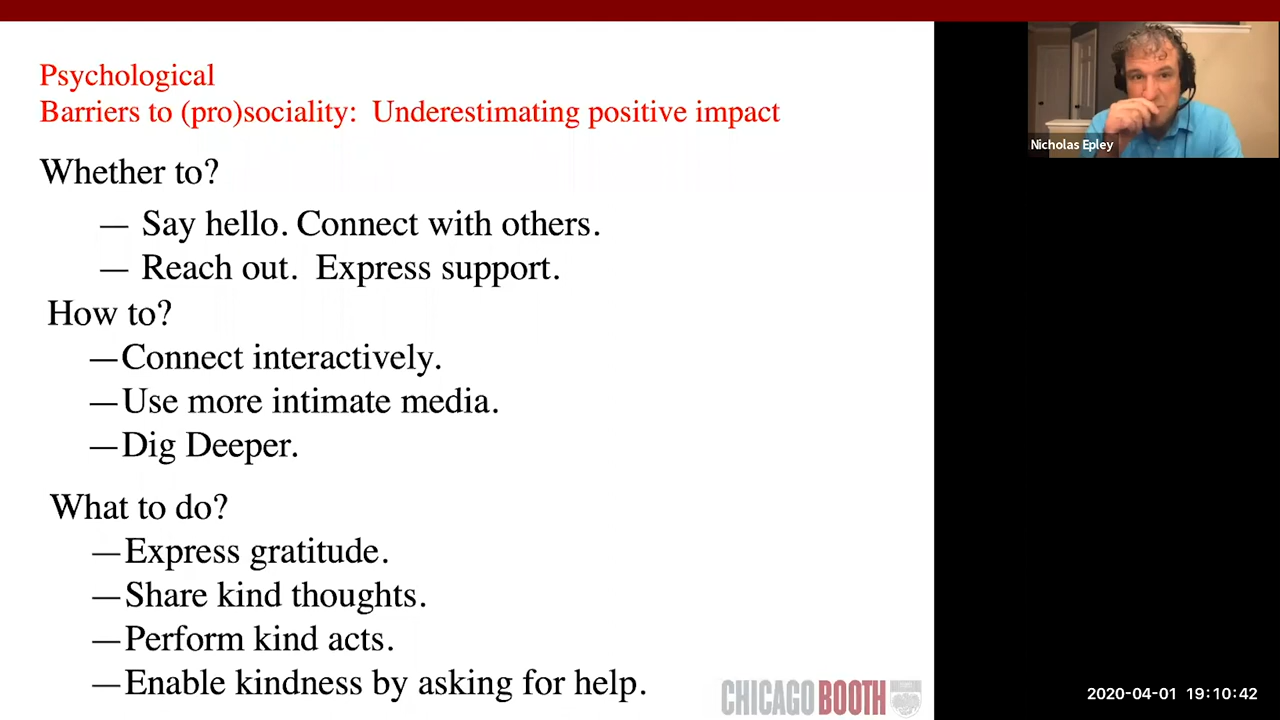 Psychological
Barriers to (pro)sociality: Underestimating positive impact
Whether to?
— Say hello. Connect with others.
— Reach out. Express support.
How to?
—Connect interactively.
—Use more intimate media.
—Dig Deeper.
What to do?
—Express gratitude.
—Share kind thoughts.
—Perform kind acts.
—Enable kindness by asking for help.
CHICAGO BOOTH
Nicholas Epley
2020-04-01 19:10:42